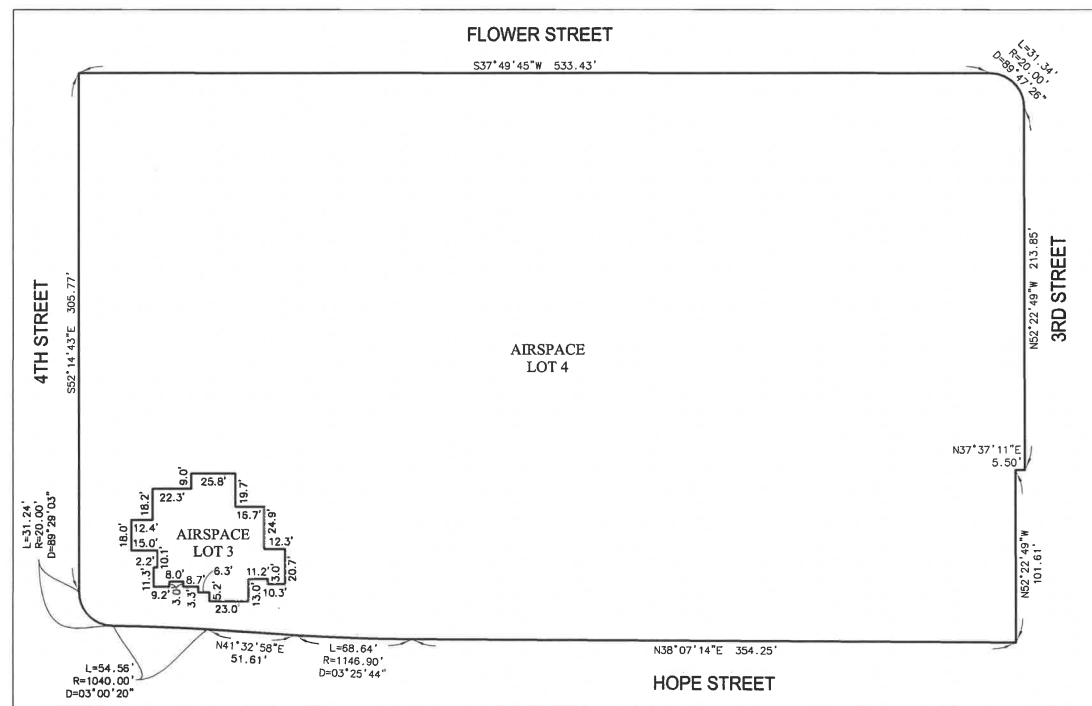 FLOWER STREET
S37°49'45"W 533.43'
L=31.34'
R=20.00'
D=89°47'26"
4TH STREET
S52°14'43"E 305.77'
AIRSPACE
LOT 4
N52°22'49"W 213.85'
3RD STREET
N37°37'11"E
5.50'
N52°22'49"W
101.61'
9.0'
25.8'
22.3'
19.7'
18.2'
16.7'
18.0'
12.4'
24.9'
AIRSPACE
LOT 3
15.0'
12.3'
10.1'
2.2'
20.7'
11.3'
8.0'
6.3'
11.2'
3.0'
9.2'
3.0'
8.7'
3.3'
5.2'
13.0'
10.3'
23.0'
L=31.24'
R=20.00'
D=89°29'03"
L=54.56'
R=1040.00'
D=03°00'20"
N41°32'58"E
51.61'
L=68.64'
R=1146.90'
D=03°25'44"
N38°07'14"E 354.25'
HOPE STREET